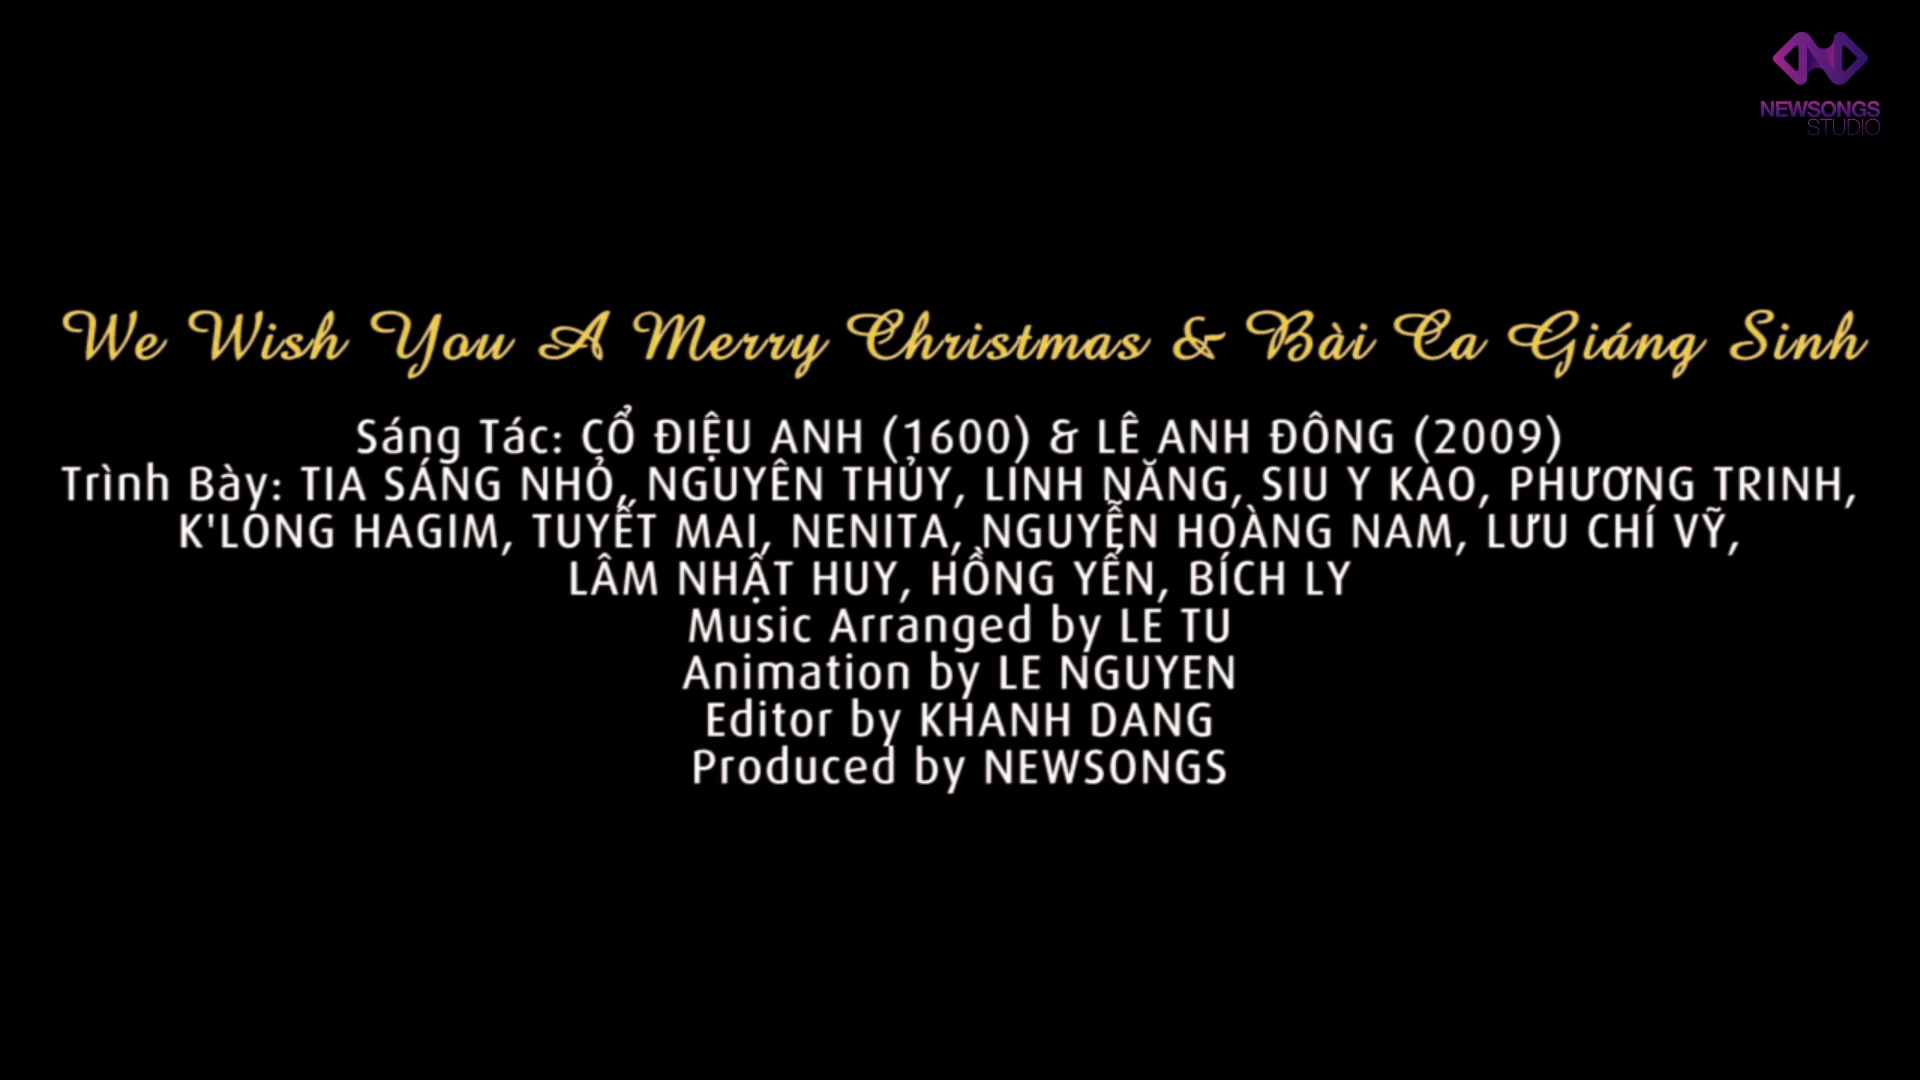 NEWSONGS
STUDIO
We Wish You A Merry Christmas & Bài Ca Giáng Sinh
Sáng Tác: CỔ ĐIỆU ANH (1600) & LÊ ANH ĐÔNG (2009)
Trình Bày: TIA SÁNG NHỎ, NGUYÊN THỦY, LINH NĂNG, SIU Y KAO, PHƯƠNG TRINH,
K'LONG HAGIM, TUYẾT MAI, NENITA, NGUYỄN HOÀNG NAM, LƯU CHÍ VỸ,
LÂM NHẬT HUY, HỒNG YẾN, BÍCH LY
Music Arranged by LE TU
Animation by LE NGUYEN
Editor by KHANH DANG
Produced by NEWSONGS